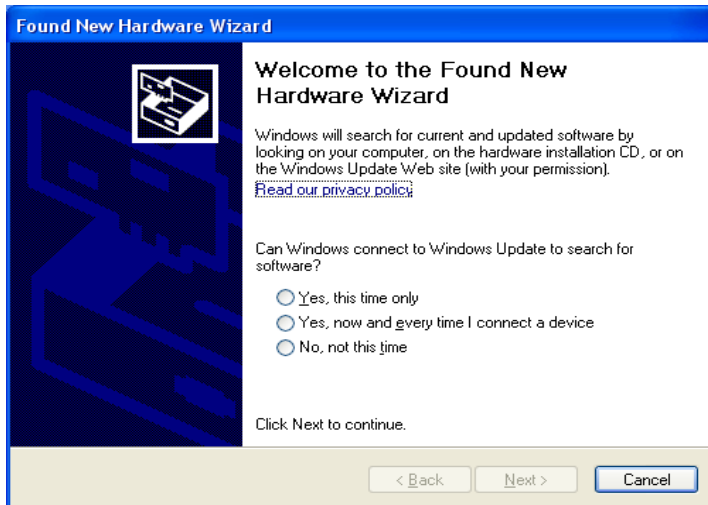 Found New Hardware Wizard
Welcome to the Found New
Hardware Wizard
Windows will search for current and updated software by
looking on your computer, on the hardware installation CD, or on
the Windows Update Web site (with your permission).
Read our privacy policy
Can Windows connect to Windows Update to search for
software?
Yes, this time only
Yes, now and every time I connect a device
No, not this time
Click Next to continue.
< Back Next > Cancel